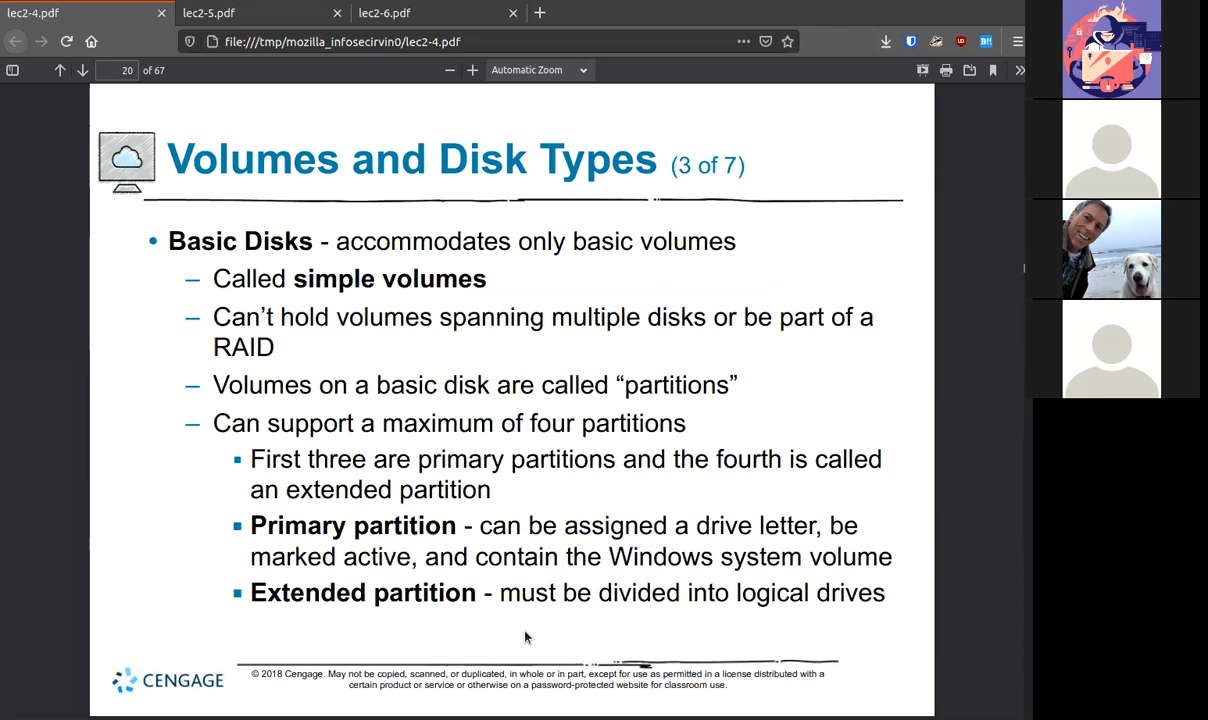 lec2-4.pdf
lec2-5.pdf
lec2-6.pdf
file:///tmp/mozilla_infosecirvin0/lec2-4.pdf
20 of 67
Automatic Zoom
Volumes and Disk Types (3 of 7)
• Basic Disks - accommodates only basic volumes
– Called simple volumes
– Can’t hold volumes spanning multiple disks or be part of a
RAID
– Volumes on a basic disk are called “partitions”
– Can support a maximum of four partitions
▪ First three are primary partitions and the fourth is called
an extended partition
▪ Primary partition - can be assigned a drive letter, be
marked active, and contain the Windows system volume
▪ Extended partition - must be divided into logical drives
CENGAGE
© 2018 Cengage. May not be copied, scanned, or duplicated, in whole or in part, except for use as permitted in a license distributed with a
certain product or service or otherwise on a password-protected website for classroom use.